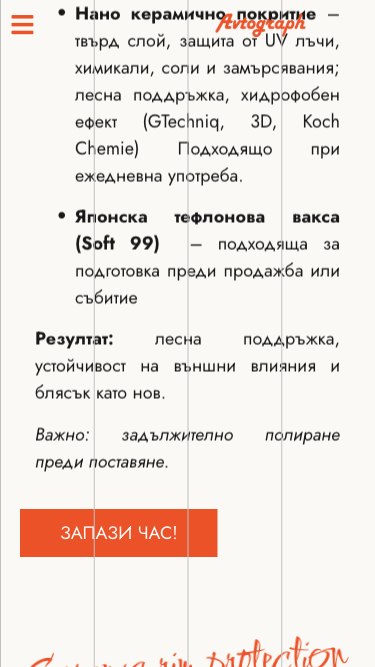 Нано керамично покритие –
Avtograph
твърд слой, защита от UV лъчи,
химикали, соли и замърсявания;
лесна поддръжка, хидрофобен
ефект (GTechniq, 3D, Koch
Chemie) Подходящо при
ежедневна употреба.
Японска тефлонова вакса
(Soft 99) – подходяща за
подготовка преди продажба или
събитие
Резултат: лесна поддръжка,
устойчивост на външни влияния и
блясък като нов.
Важно: задължително полиране
преди поставяне.
ЗАПАЗИ ЧАС!
rim protection